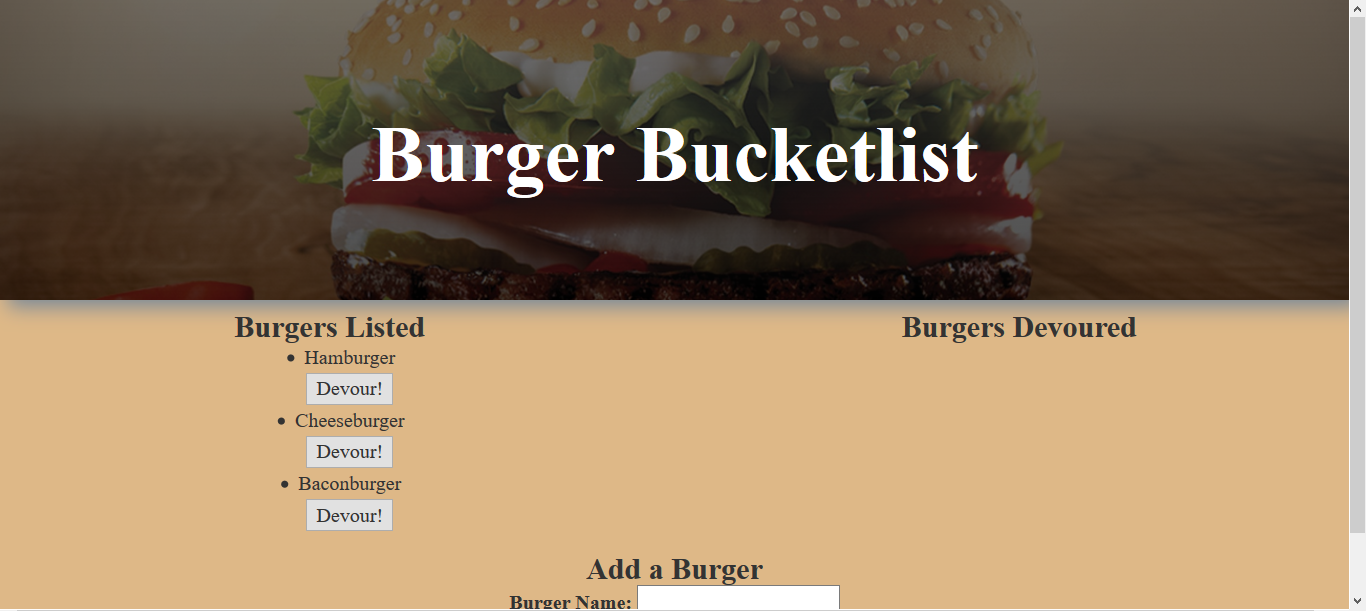 Burger Bucketlist
Burgers Listed
Hamburger
Devour!
Cheeseburger
Devour!
Baconburger
Devour!
Burgers Devoured
Add a Burger
Burger Name: